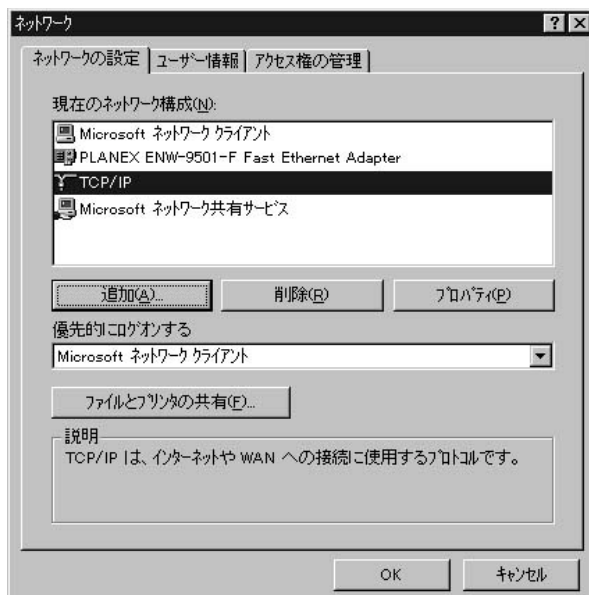 ネットワーク
ネットワークの設定 ユーザー情報 アクセス権の管理
現在のネットワーク構成(N):
Microsoft ネットワーク クライアント
PLANEX ENW-9501-F Fast Ethernet Adapter
TCP/IP
Microsoft ネットワーク共有サービス
追加(A)... 削除(R) プロパティ(P)
優先的にログオンする
Microsoft ネットワーク クライアント
ファイルとプリンタの共有(F)...
説明
TCP/IP は、インターネットや WAN への接続に使用するプロトコルです。
OK キャンセル